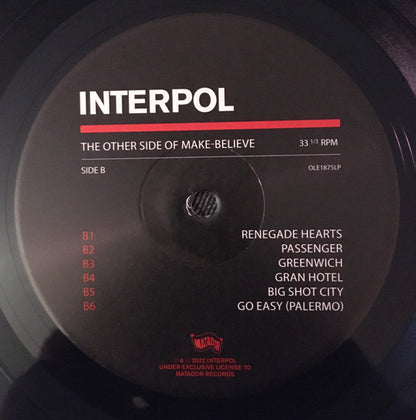 INTERPOL
THE OTHER SIDE OF MAKE-BELIEVE 33 1/3 RPM
SIDE B OLE1875LP
B1 RENEGADE HEARTS
B2 PASSENGER
B3 GREENWICH
B4 GRAN HOTEL
B5 BIG SHOT CITY
B6 GO EASY (PALERMO)
MATADOR
℗ & © 2022 INTERPOL
UNDER EXCLUSIVE LICENSE TO
MATADOR RECORDS